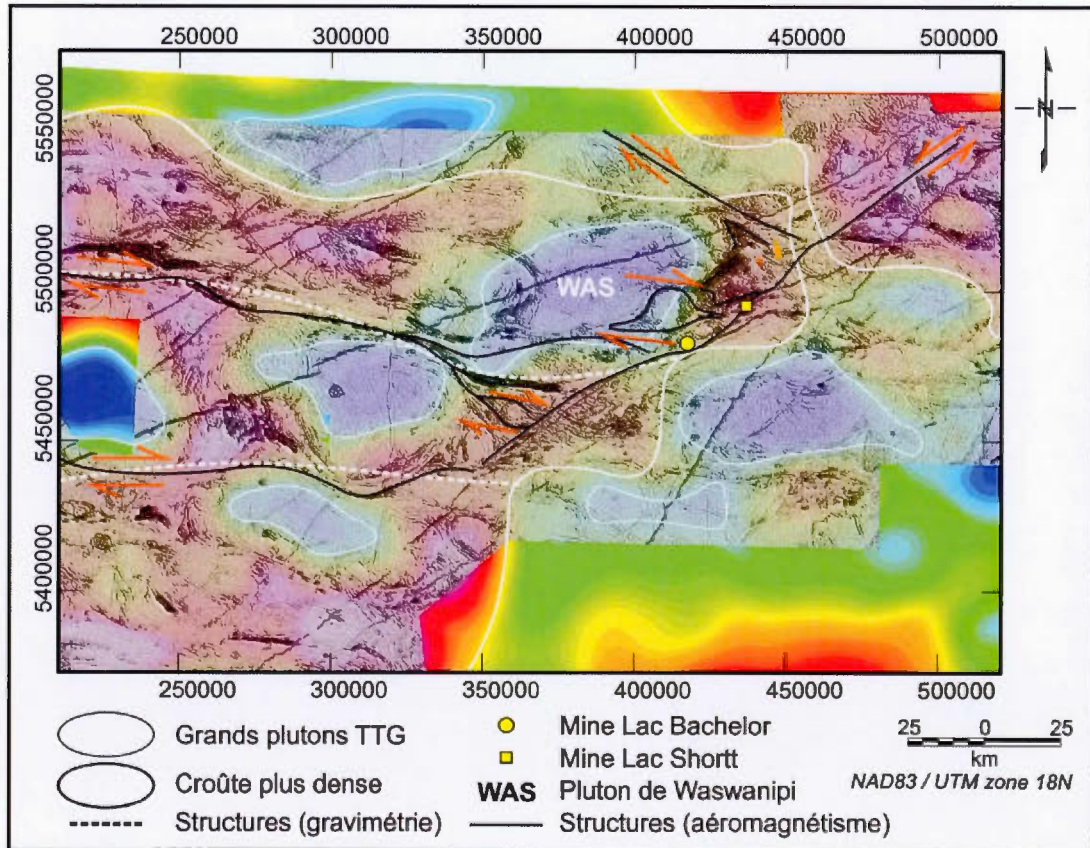 250000 300000 350000 400000 450000 500000
5550000
5500000
5450000
5400000
N
WAS
250000 300000 350000 400000 450000 500000
Grands plutons TTG
Croûte plus dense
Structures (gravimétrie)
Mine Lac Bachelor
Mine Lac Shortt
WAS Pluton de Waswanipi
Structures (aéromagnétisme)
25 0 25
km
NAD83 / UTM zone 18N